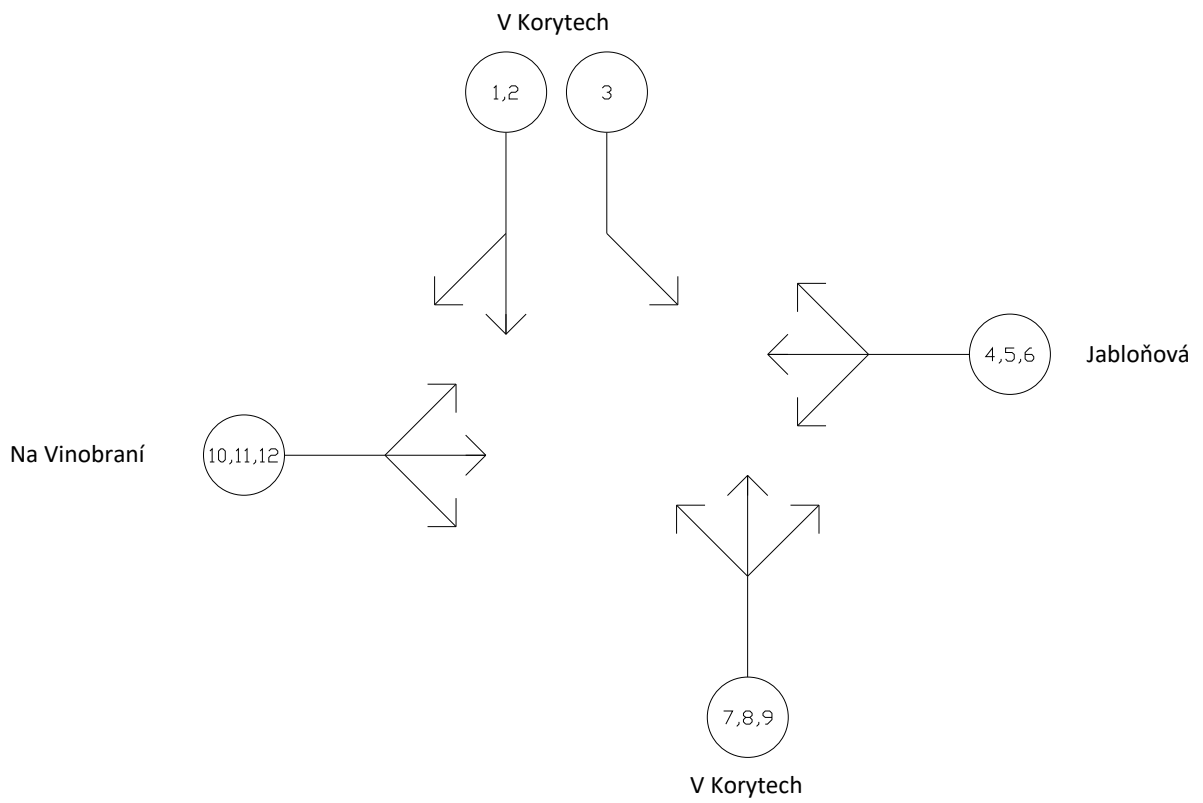 V Korytech
1,2
3
4,5,6
Jabloňová
Na Vinobraní
10,11,12
7,8,9
V Korytech